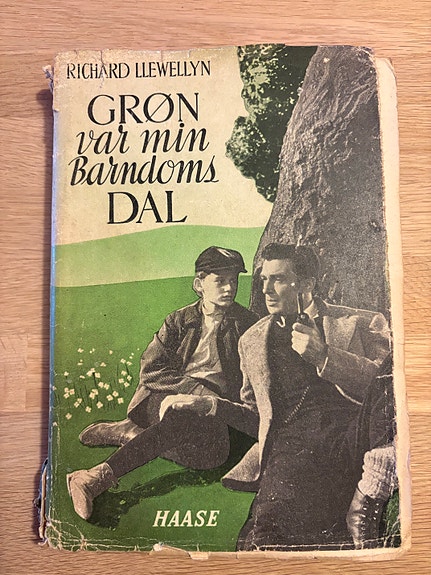 RICHARD LLEWELLYN
GRØN
var min
Barndoms
DAL
HAASE